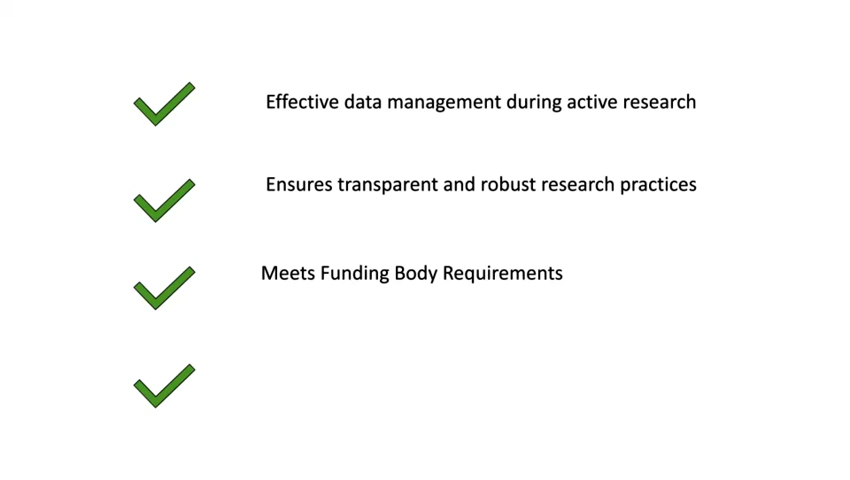 Effective data management during active research
Ensures transparent and robust research practices
Meets Funding Body Requirements